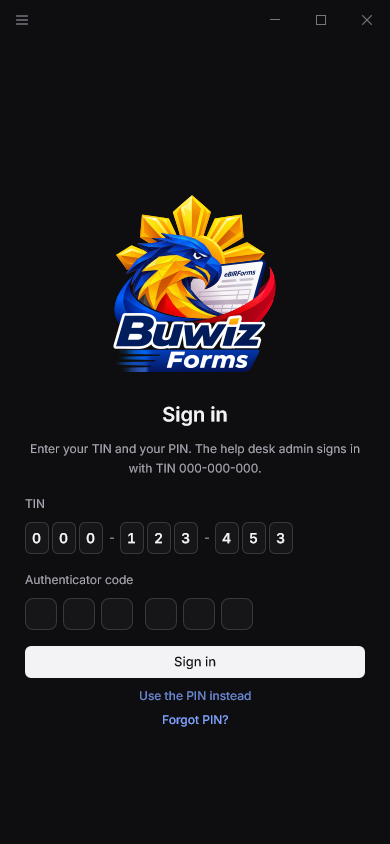 eBIRForms
Buwiz
Forms
Sign in
Enter your TIN and your PIN. The help desk admin signs in
with TIN 000-000-000.
TIN
0 0 0 - 1 2 3 - 4 5 3
Authenticator code
Sign in
Use the PIN instead
Forgot PIN?